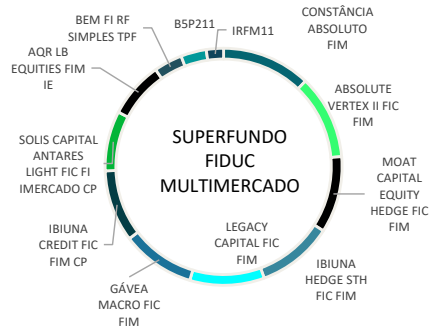 CONSTÂNCIA
ABSOLUTO
FIM
ABSOLUTE
VERTEX II FIC
FIM
MOAT
CAPITAL
EQUITY
HEDGE FIC
FIM
IBIUNA
HEDGE STH
FIC FIM
LEGACY
CAPITAL FIC
FIM
GÁVEA
MACRO FIC
FIM
IBIUNA
CREDIT FIC
FIM CP
SOLIS CAPITAL
ANTARES
LIGHT FIC FI
IMERCADO CP
AQR LB
EQUITIES FIM
IE
BEM FI RF
SIMPLES TPF
B5P211
IRFM11
SUPERFUNDO
FIDUC
MULTIMERCADO